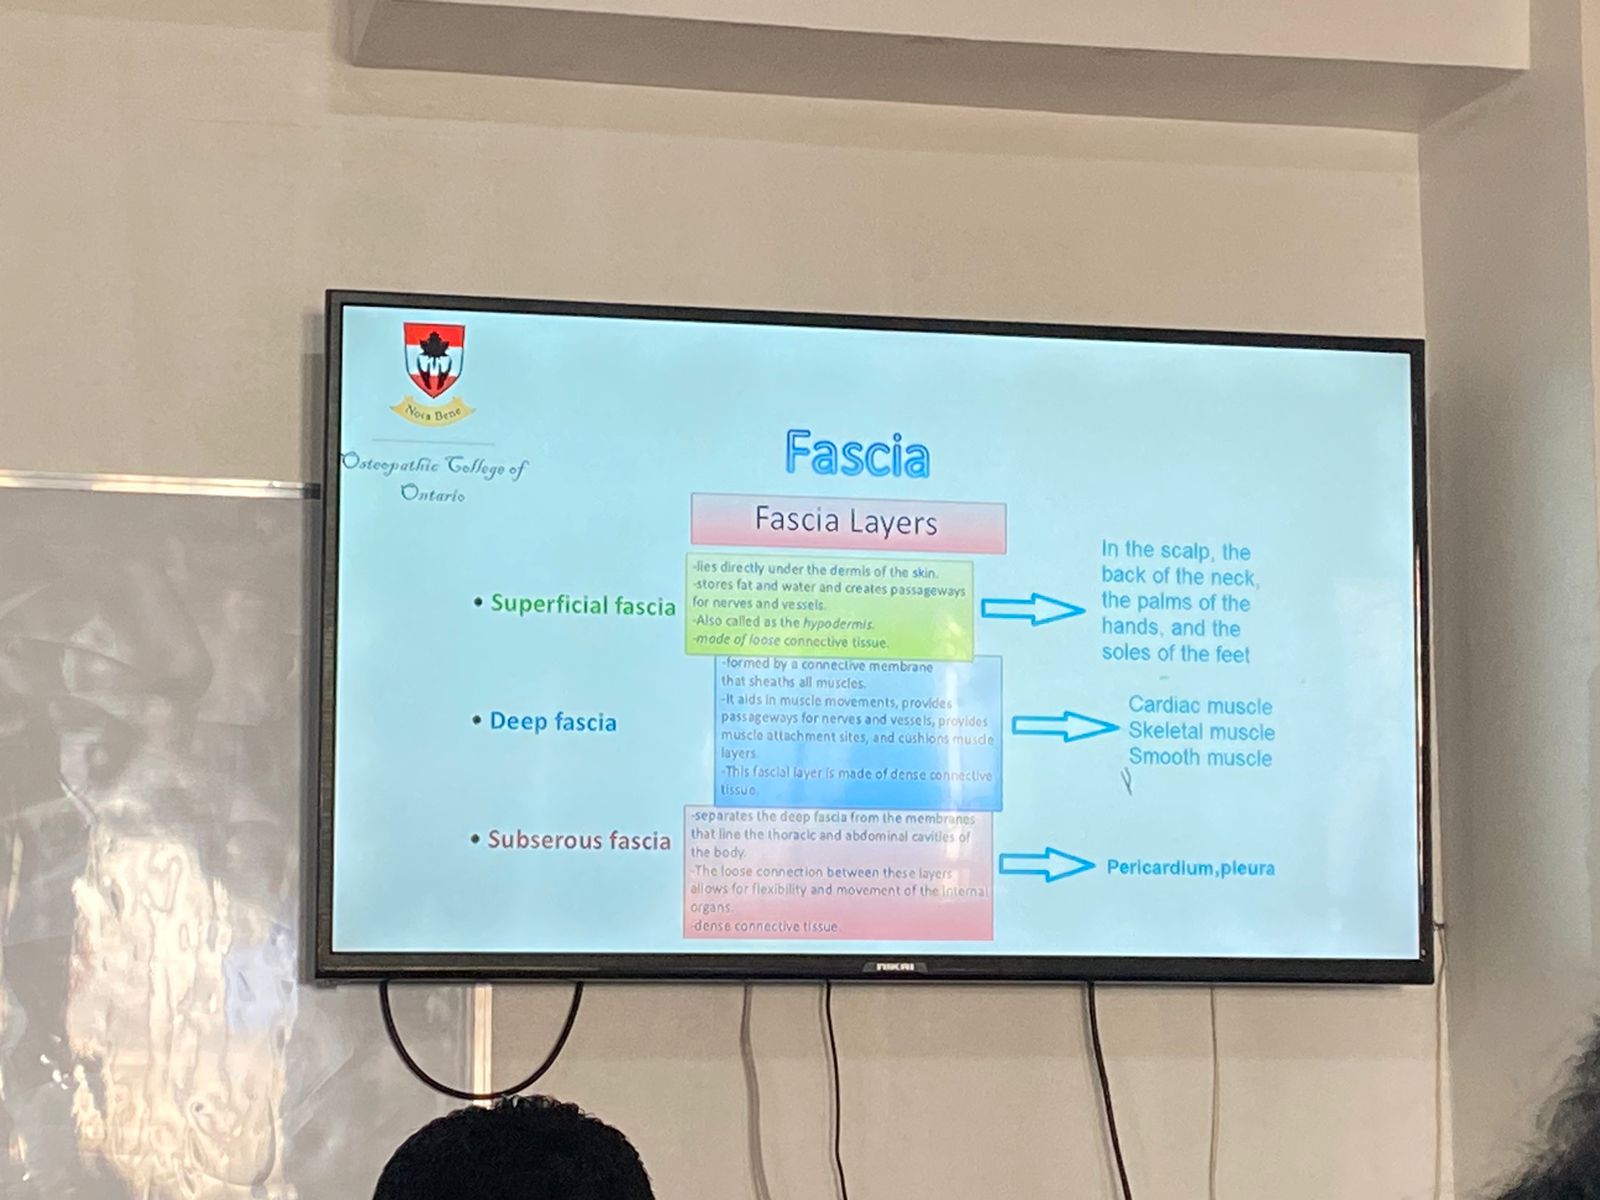 Nova Bene
Osteopathic College of
Ontario
Fascia
Fascia Layers
• Superficial fascia
-lies directly under the dermis of the skin.
-stores fat and water and creates passageways
for nerves and vessels.
-Also called as the hypodermis.
-made of loose connective tissue.
In the scalp, the
back of the neck,
the palms of the
hands, and the
soles of the feet
• Deep fascia
-formed by a connective membrane
that sheaths all muscles.
-It aids in muscle movements, provides
passageways for nerves and vessels, provides
muscle attachment sites, and cushions muscle
layers.
-This fascial layer is made of dense connective
tissue.
Cardiac muscle
Skeletal muscle
Smooth muscle
• Subserous fascia
-separates the deep fascia from the membranes
that line the thoracic and abdominal cavities of
the body.
-The loose connection between these layers
allows for flexibility and movement of the internal
organs.
-dense connective tissue.
Pericardium,pleura
NIKAI